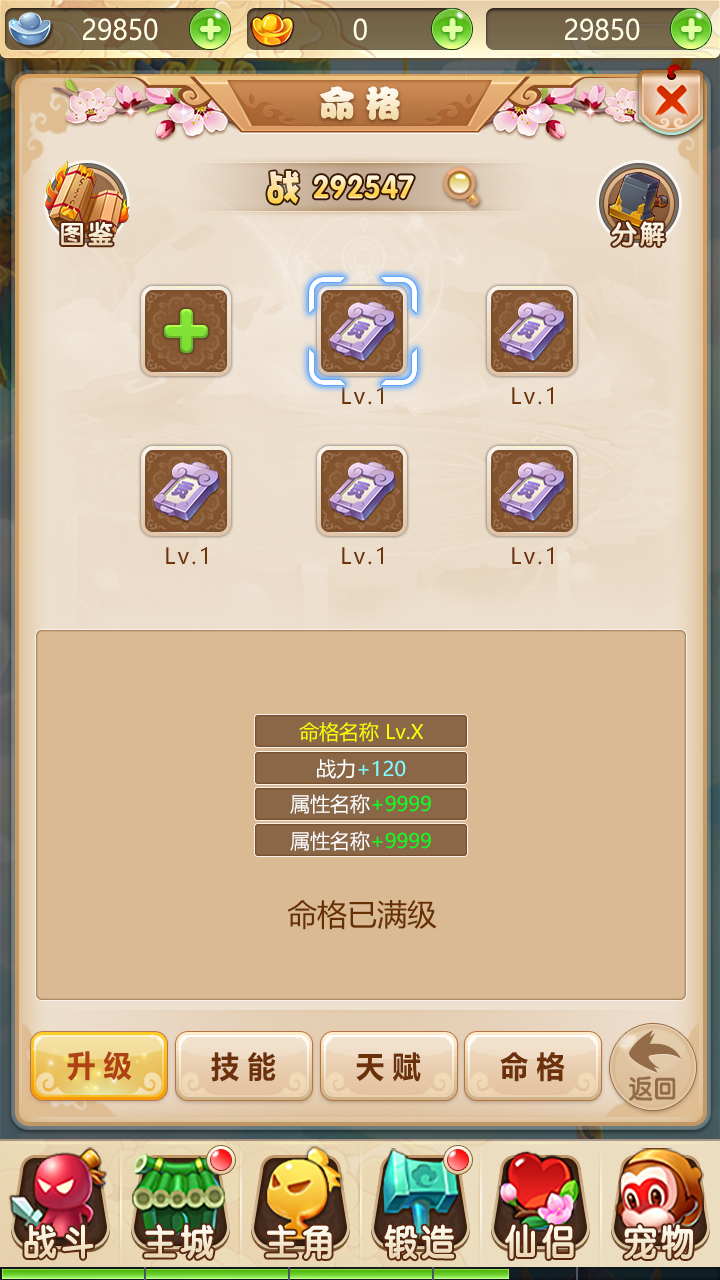 29850 0 29850
命格
战 292547
图鉴 分解
Lv.1 Lv.1
Lv.1 Lv.1 Lv.1
命格名称 Lv.X
战力+120
属性名称+9999
属性名称+9999
命格已满级
升级 技能 天赋 命格 返回
战斗 主城 主角 锻造 仙侣 宠物